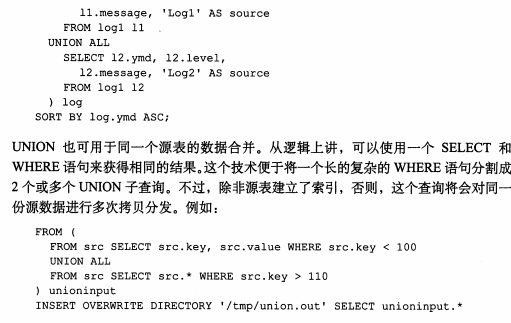 l1.message, 'Log1' AS source
FROM log1 l1
UNION ALL
SELECT l2.ymd, l2.level,
l2.message, 'Log2' AS source
FROM log1 l2
) log
SORT BY log.ymd ASC;
UNION 也可用于同一个源表的数据合并。从逻辑上讲，可以使用一个 SELECT 和
WHERE 语句来获得相同的结果。这个技术便于将一个长的复杂的 WHERE 语句分割成
2 个或多个 UNION 子查询。不过，除非源表建立了索引，否则，这个查询将会对同一
份源数据进行多次拷贝分发。例如：
FROM (
FROM src SELECT src.key, src.value WHERE src.key < 100
UNION ALL
FROM src SELECT src.* WHERE src.key > 110
) unioninput
INSERT OVERWRITE DIRECTORY '/tmp/union.out' SELECT unioninput.*